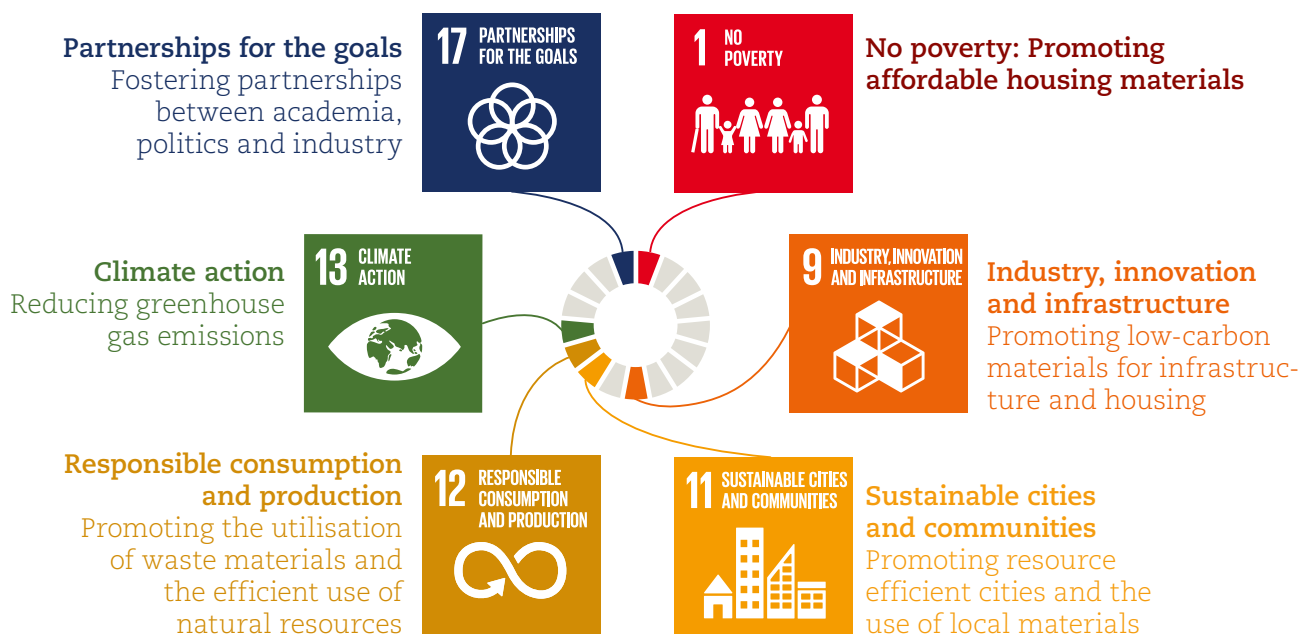 Partnerships for the goals
Fostering partnerships
between academia,
politics and industry
17 PARTNERSHIPS
FOR THE GOALS
1 NO
POVERTY
No poverty: Promoting
affordable housing materials
Climate action
Reducing greenhouse
gas emissions
13 CLIMATE
ACTION
9 INDUSTRY, INNOVATION
AND INFRASTRUCTURE
Industry, innovation
and infrastructure
Promoting low-carbon
materials for infrastruc-
ture and housing
Responsible consumption
and production
Promoting the utilisation
of waste materials and
the efficient use of
natural resources
12 RESPONSIBLE
CONSUMPTION
AND PRODUCTION
11 SUSTAINABLE CITIES
AND COMMUNITIES
Sustainable cities
and communities
Promoting resource
efficient cities and the
use of local materials